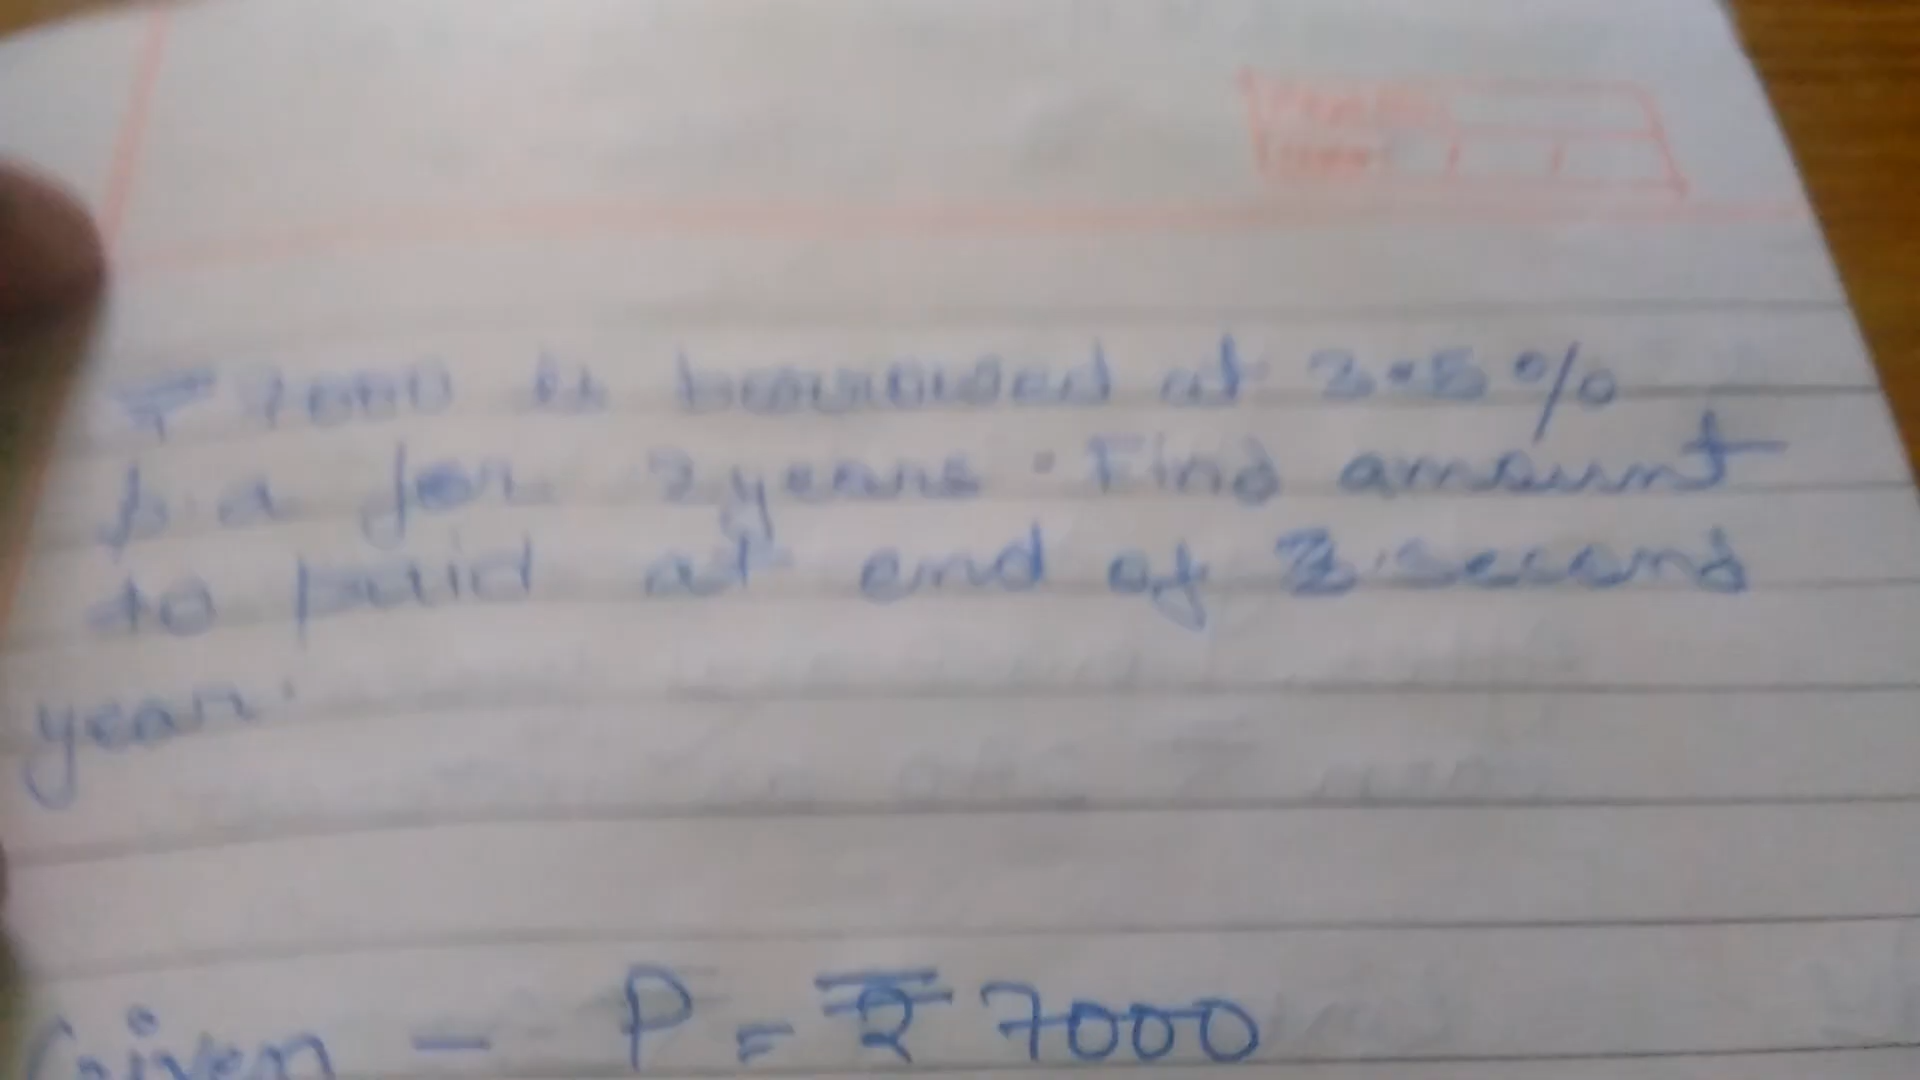 ₹ 7000 is borrowed at 3.5%
p.a for 2 years. Find amount
to paid at end of second
year.
Given - P = ₹ 7000